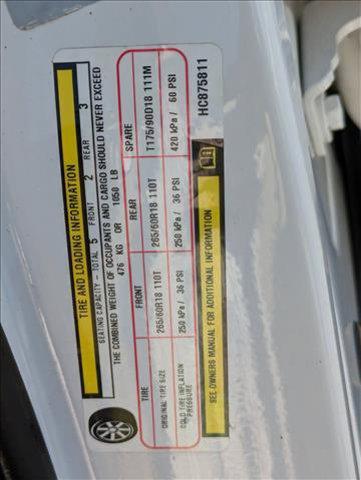 TIRE AND LOADING INFORMATION
SEATING CAPACITY - TOTAL 5 FRONT 2 REAR 3
THE COMBINED WEIGHT OF OCCUPANTS AND CARGO SHOULD NEVER EXCEED
476 KG OR 1050 LB
TIRE FRONT REAR SPARE
ORIGINAL TIRE SIZE 265/60R18 110T 265/60R18 110T T175/90D18 111M
COLD TIRE INFLATION PRESSURE 250 kPa / 36 PSI 250 kPa / 36 PSI 420 kPa / 60 PSI
SEE OWNERS MANUAL FOR ADDITIONAL INFORMATION
HC875811